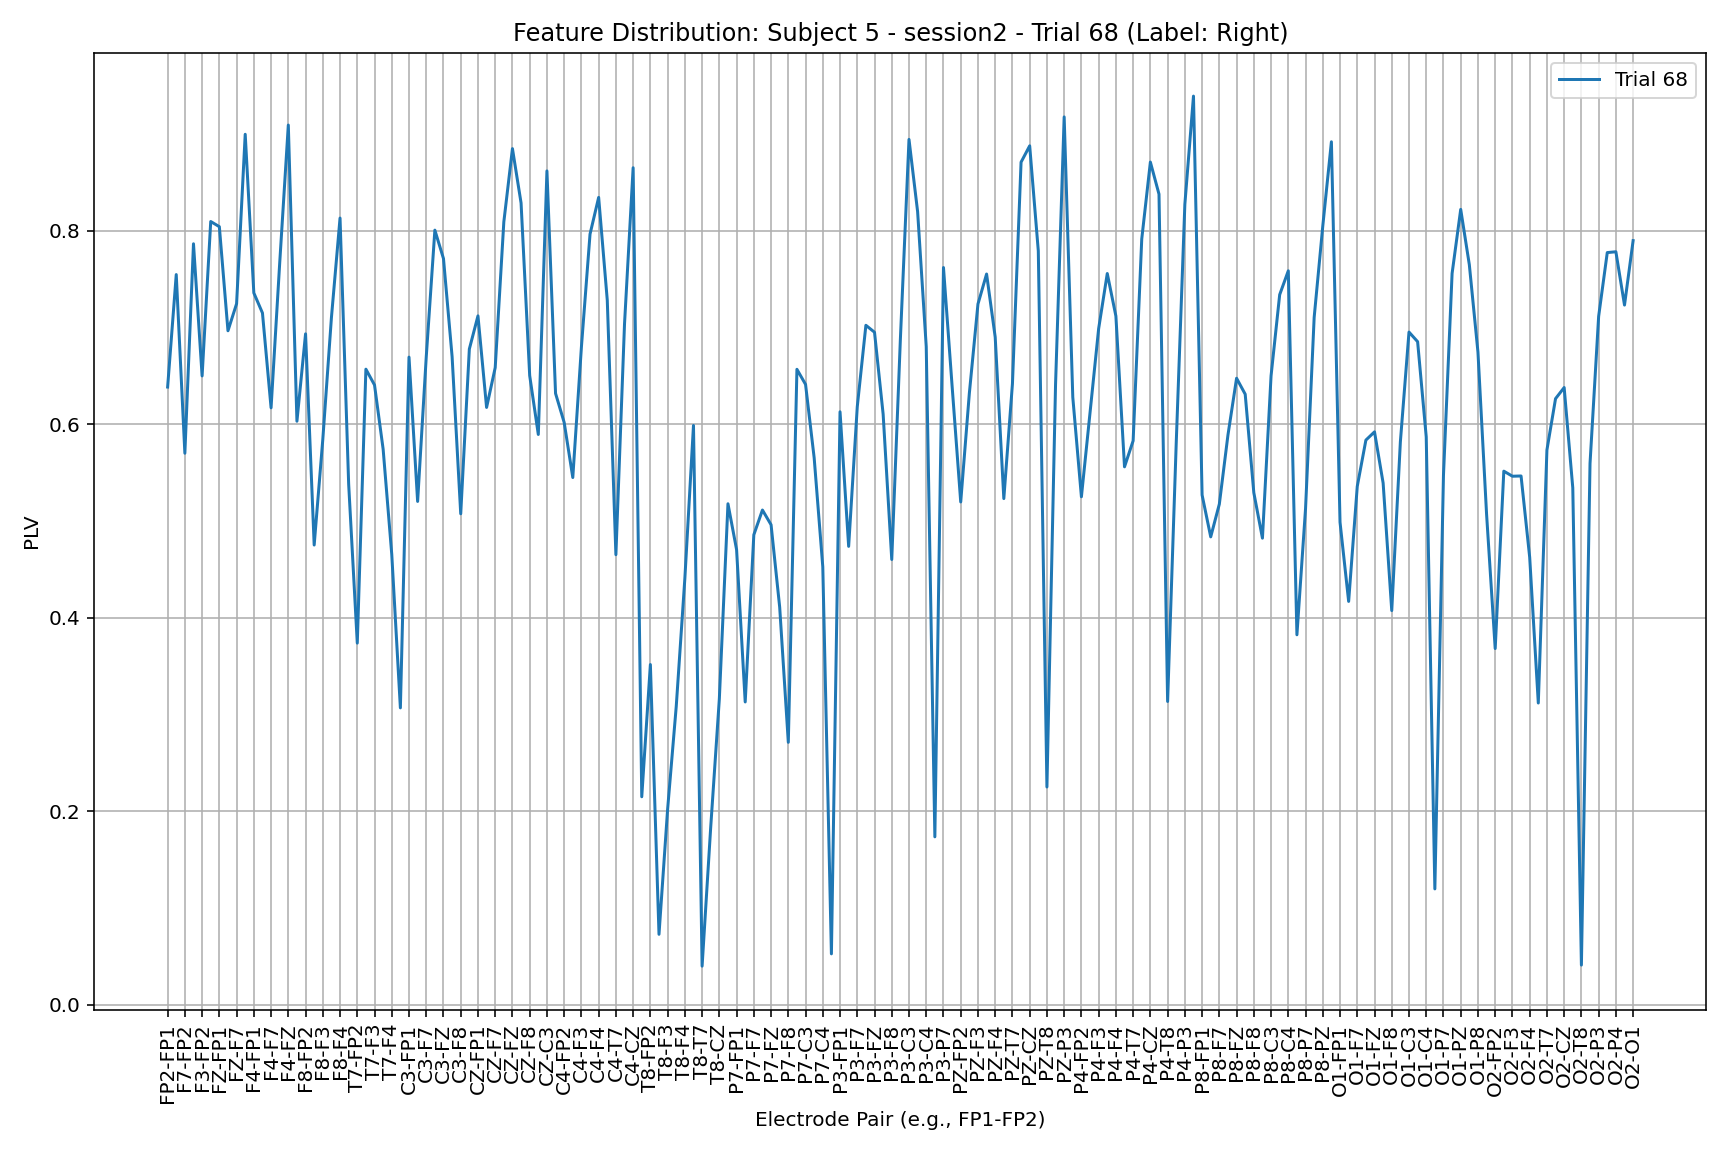 Feature Distribution: Subject 5 - session2 - Trial 68 (Label: Right)
Trial 68
PLV
0.8
0.6
0.4
0.2
0.0
FP2-FP1
F7-FP2
F3-FP2
FZ-FP1
FZ-F7
F4-FP1
F4-F7
F4-FZ
F8-FP2
F8-F3
F8-F4
T7-FP2
T7-F3
T7-F4
C3-FP1
C3-F7
C3-FZ
C3-F8
CZ-FP1
CZ-F7
CZ-FZ
CZ-F8
CZ-C3
C4-FP2
C4-F3
C4-F4
C4-T7
C4-CZ
T8-FP2
T8-F3
T8-F4
T8-T7
T8-CZ
P7-FP1
P7-F7
P7-FZ
P7-F8
P7-C3
P7-C4
P3-FP1
P3-F7
P3-FZ
P3-F8
P3-C3
P3-C4
P3-P7
PZ-FP2
PZ-F3
PZ-F4
PZ-T7
PZ-CZ
PZ-T8
PZ-P3
P4-FP2
P4-F3
P4-F4
P4-T7
P4-CZ
P4-T8
P4-P3
P8-FP1
P8-F7
P8-FZ
P8-F8
P8-C3
P8-C4
P8-P7
P8-PZ
O1-FP1
O1-F7
O1-FZ
O1-F8
O1-C3
O1-C4
O1-P7
O1-PZ
O1-P8
O2-FP2
O2-F3
O2-F4
O2-T7
O2-CZ
O2-T8
O2-P3
O2-P4
O2-O1
Electrode Pair (e.g., FP1-FP2)